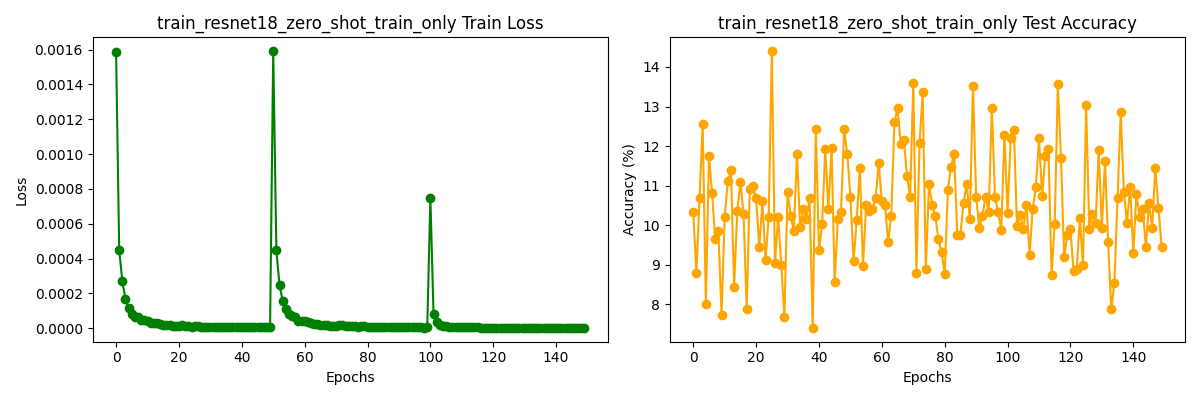 train_resnet18_zero_shot_train_only Train Loss
0.0016
0.0014
0.0012
0.0010
0.0008
0.0006
0.0004
0.0002
0.0000
Loss
0 20 40 60 80 100 120 140
Epochs
train_resnet18_zero_shot_train_only Test Accuracy
14
13
12
11
10
9
8
Accuracy (%)
0 20 40 60 80 100 120 140
Epochs